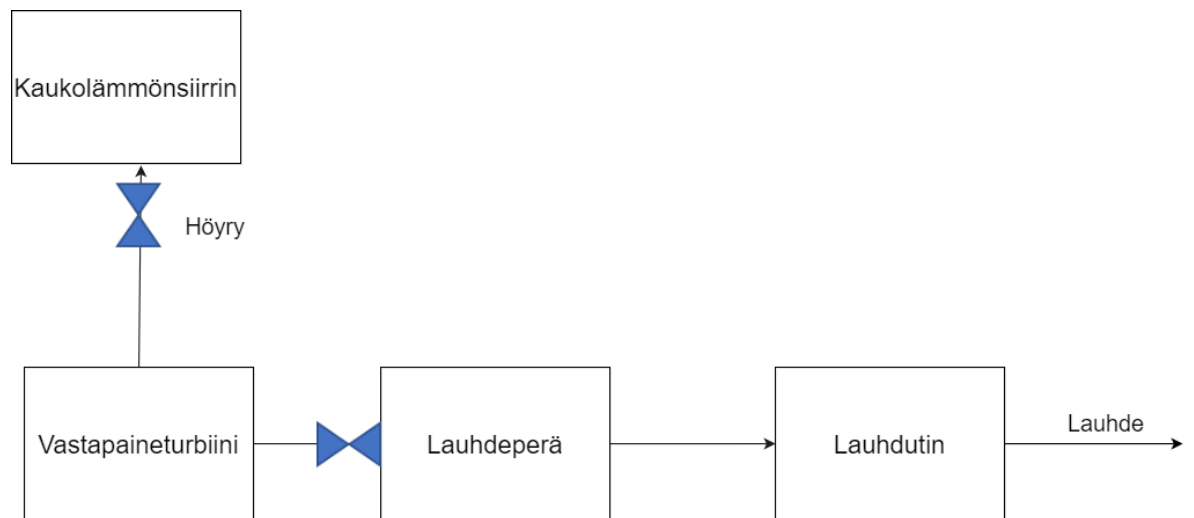 Kaukolämmönsiirrin
Höyry
Vastapaineturbiini
Lauhdeperä
Lauhdutin
Lauhde